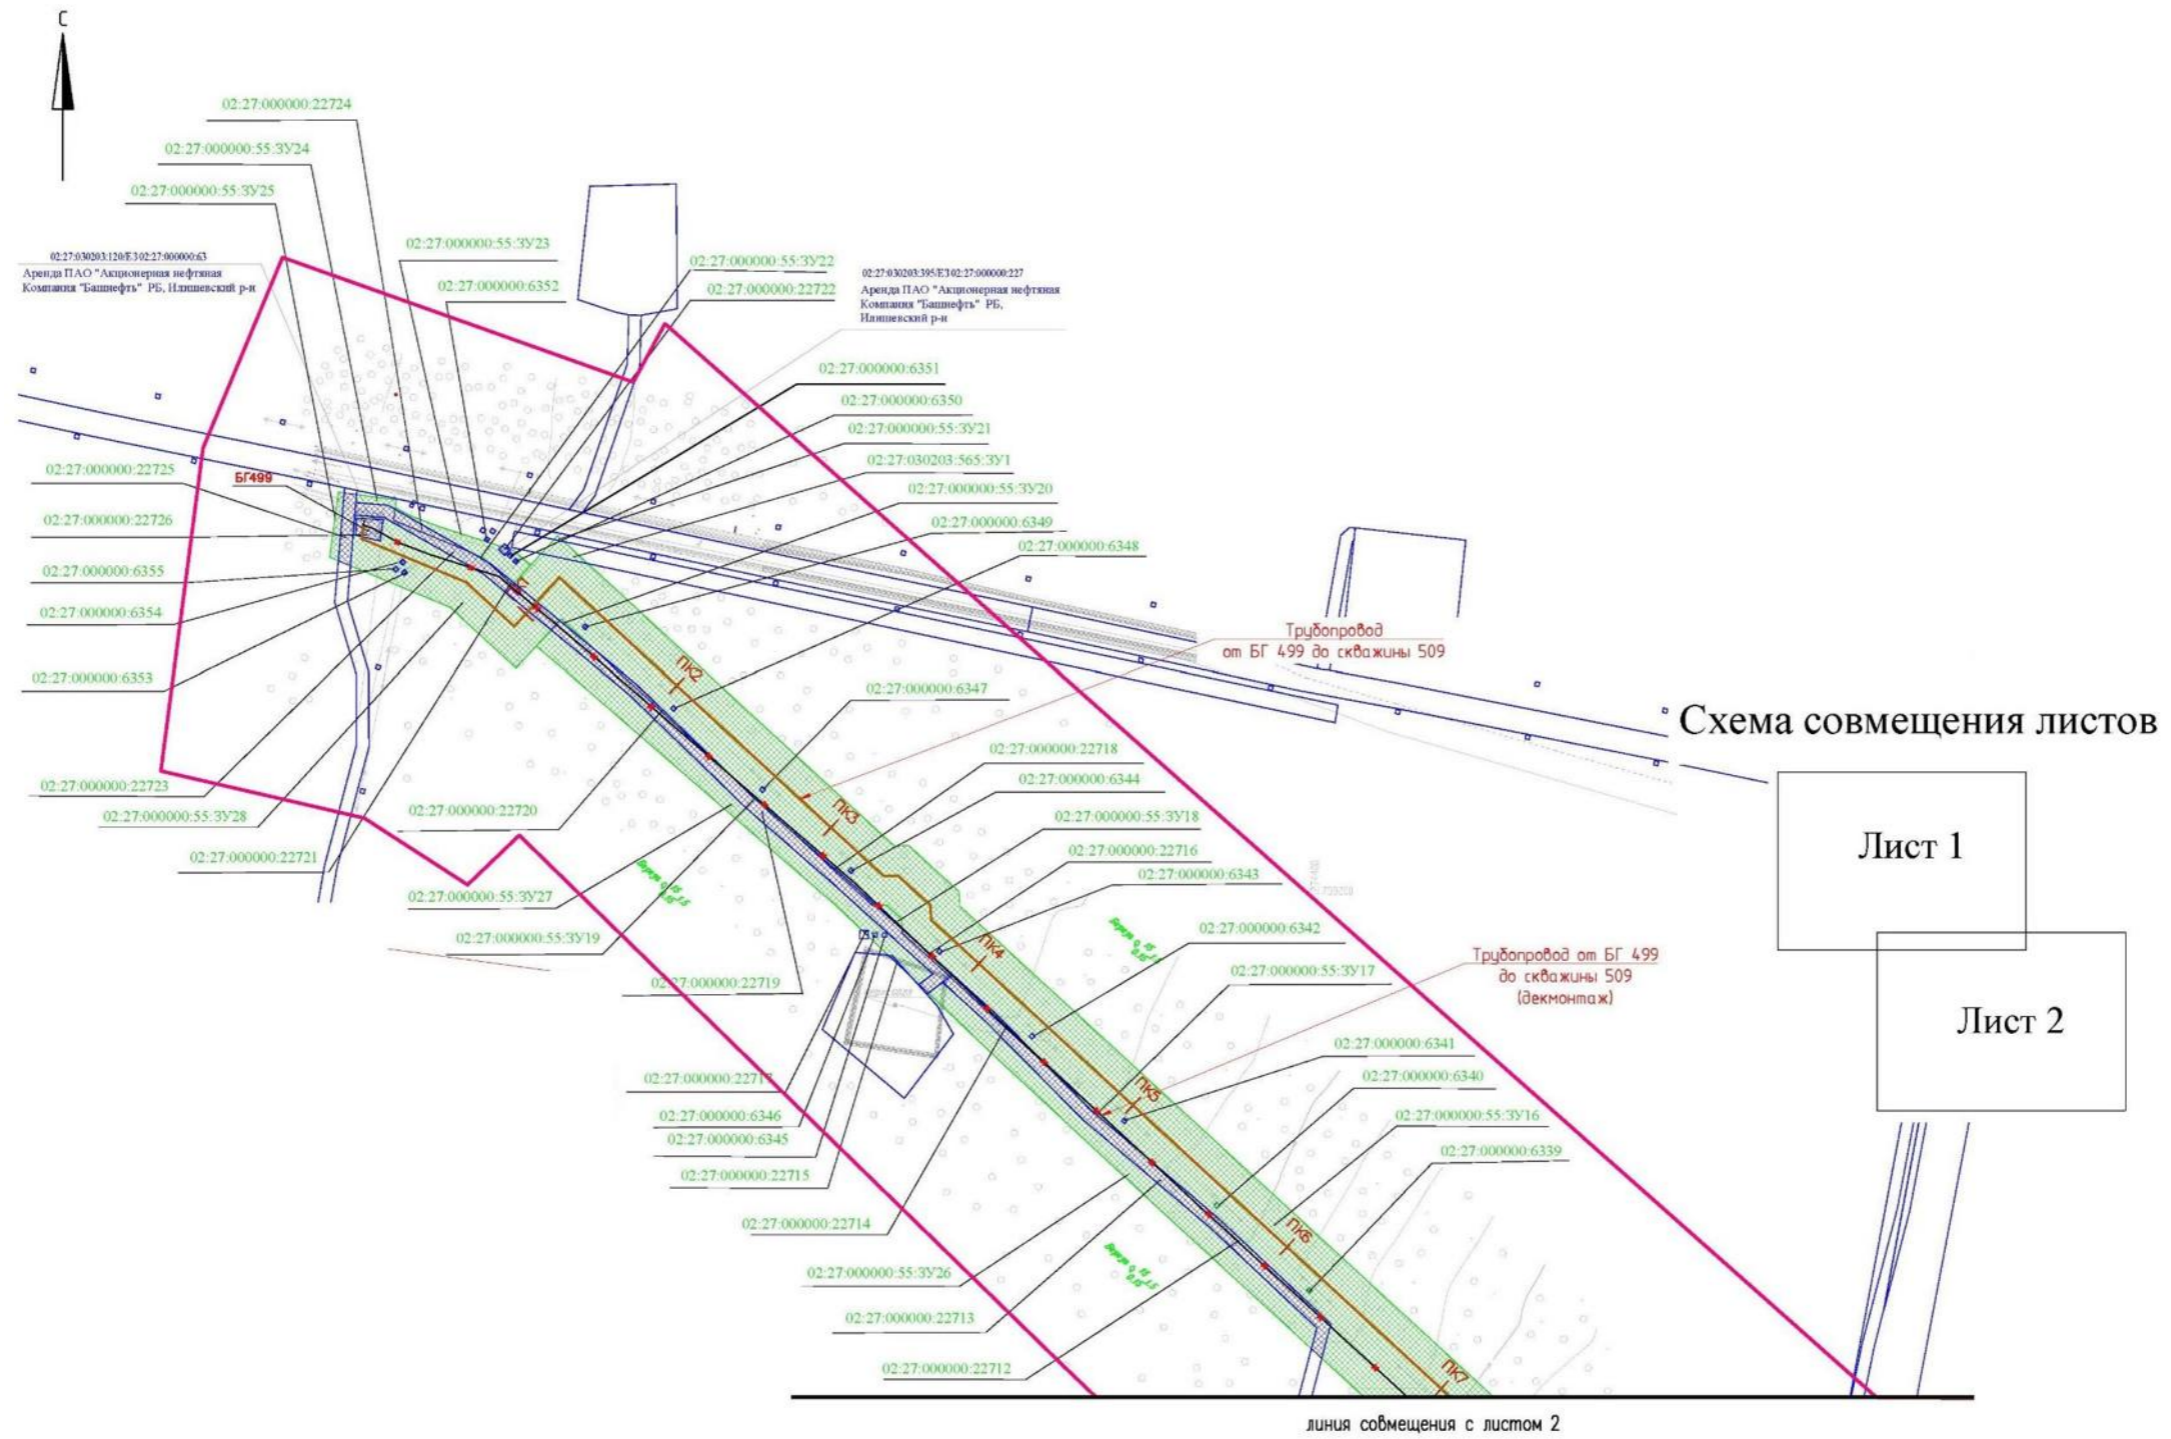 С
02:27:000000:22724
02:27:000000:55:ЗУ24
02:27:000000:55:ЗУ25
02:27:030203:120/ЕЗ02:27:000000:63
Аренда ПАО "Акционерная нефтяная
Компания "Башнефть" РБ, Илишевский р-н
02:27:000000:55:ЗУ23
02:27:000000:6352
02:27:000000:55:ЗУ22
02:27:000000:22722
02:27:030203:395/ЕЗ02:27:000000:227
Аренда ПАО "Акционерная нефтяная
Компания "Башнефть" РБ,
Илишевский р-н
02:27:000000:6351
02:27:000000:6350
02:27:000000:55:ЗУ21
02:27:030203:565:ЗУ1
02:27:000000:55:ЗУ20
02:27:000000:6349
02:27:000000:6348
02:27:000000:22725
БГ499
02:27:000000:22726
02:27:000000:6355
02:27:000000:6354
02:27:000000:6353
02:27:000000:22723
02:27:000000:55:ЗУ28
02:27:000000:22721
Трубопровод
от БГ 499 до скважины 509
ПК2
02:27:000000:6347
02:27:000000:22718
02:27:000000:6344
02:27:000000:55:ЗУ18
02:27:000000:22716
02:27:000000:6343
02:27:000000:22720
ПК3
02:27:000000:55:ЗУ27
02:27:000000:55:ЗУ19
02:27:000000:22719
ПК4
02:27:000000:6342
02:27:000000:55:ЗУ17
Трубопровод от БГ 499
до скважины 509
(декмонтаж)
02:27:000000:6341
02:27:000000:6340
02:27:000000:55:ЗУ16
02:27:000000:6339
ПК5
02:27:000000:22717
02:27:000000:6346
02:27:000000:6345
02:27:000000:22715
02:27:000000:22714
02:27:000000:55:ЗУ26
02:27:000000:22713
02:27:000000:22712
ПК6
ПК7
линия совмещения с листом 2
Схема совмещения листов
Лист 1
Лист 2